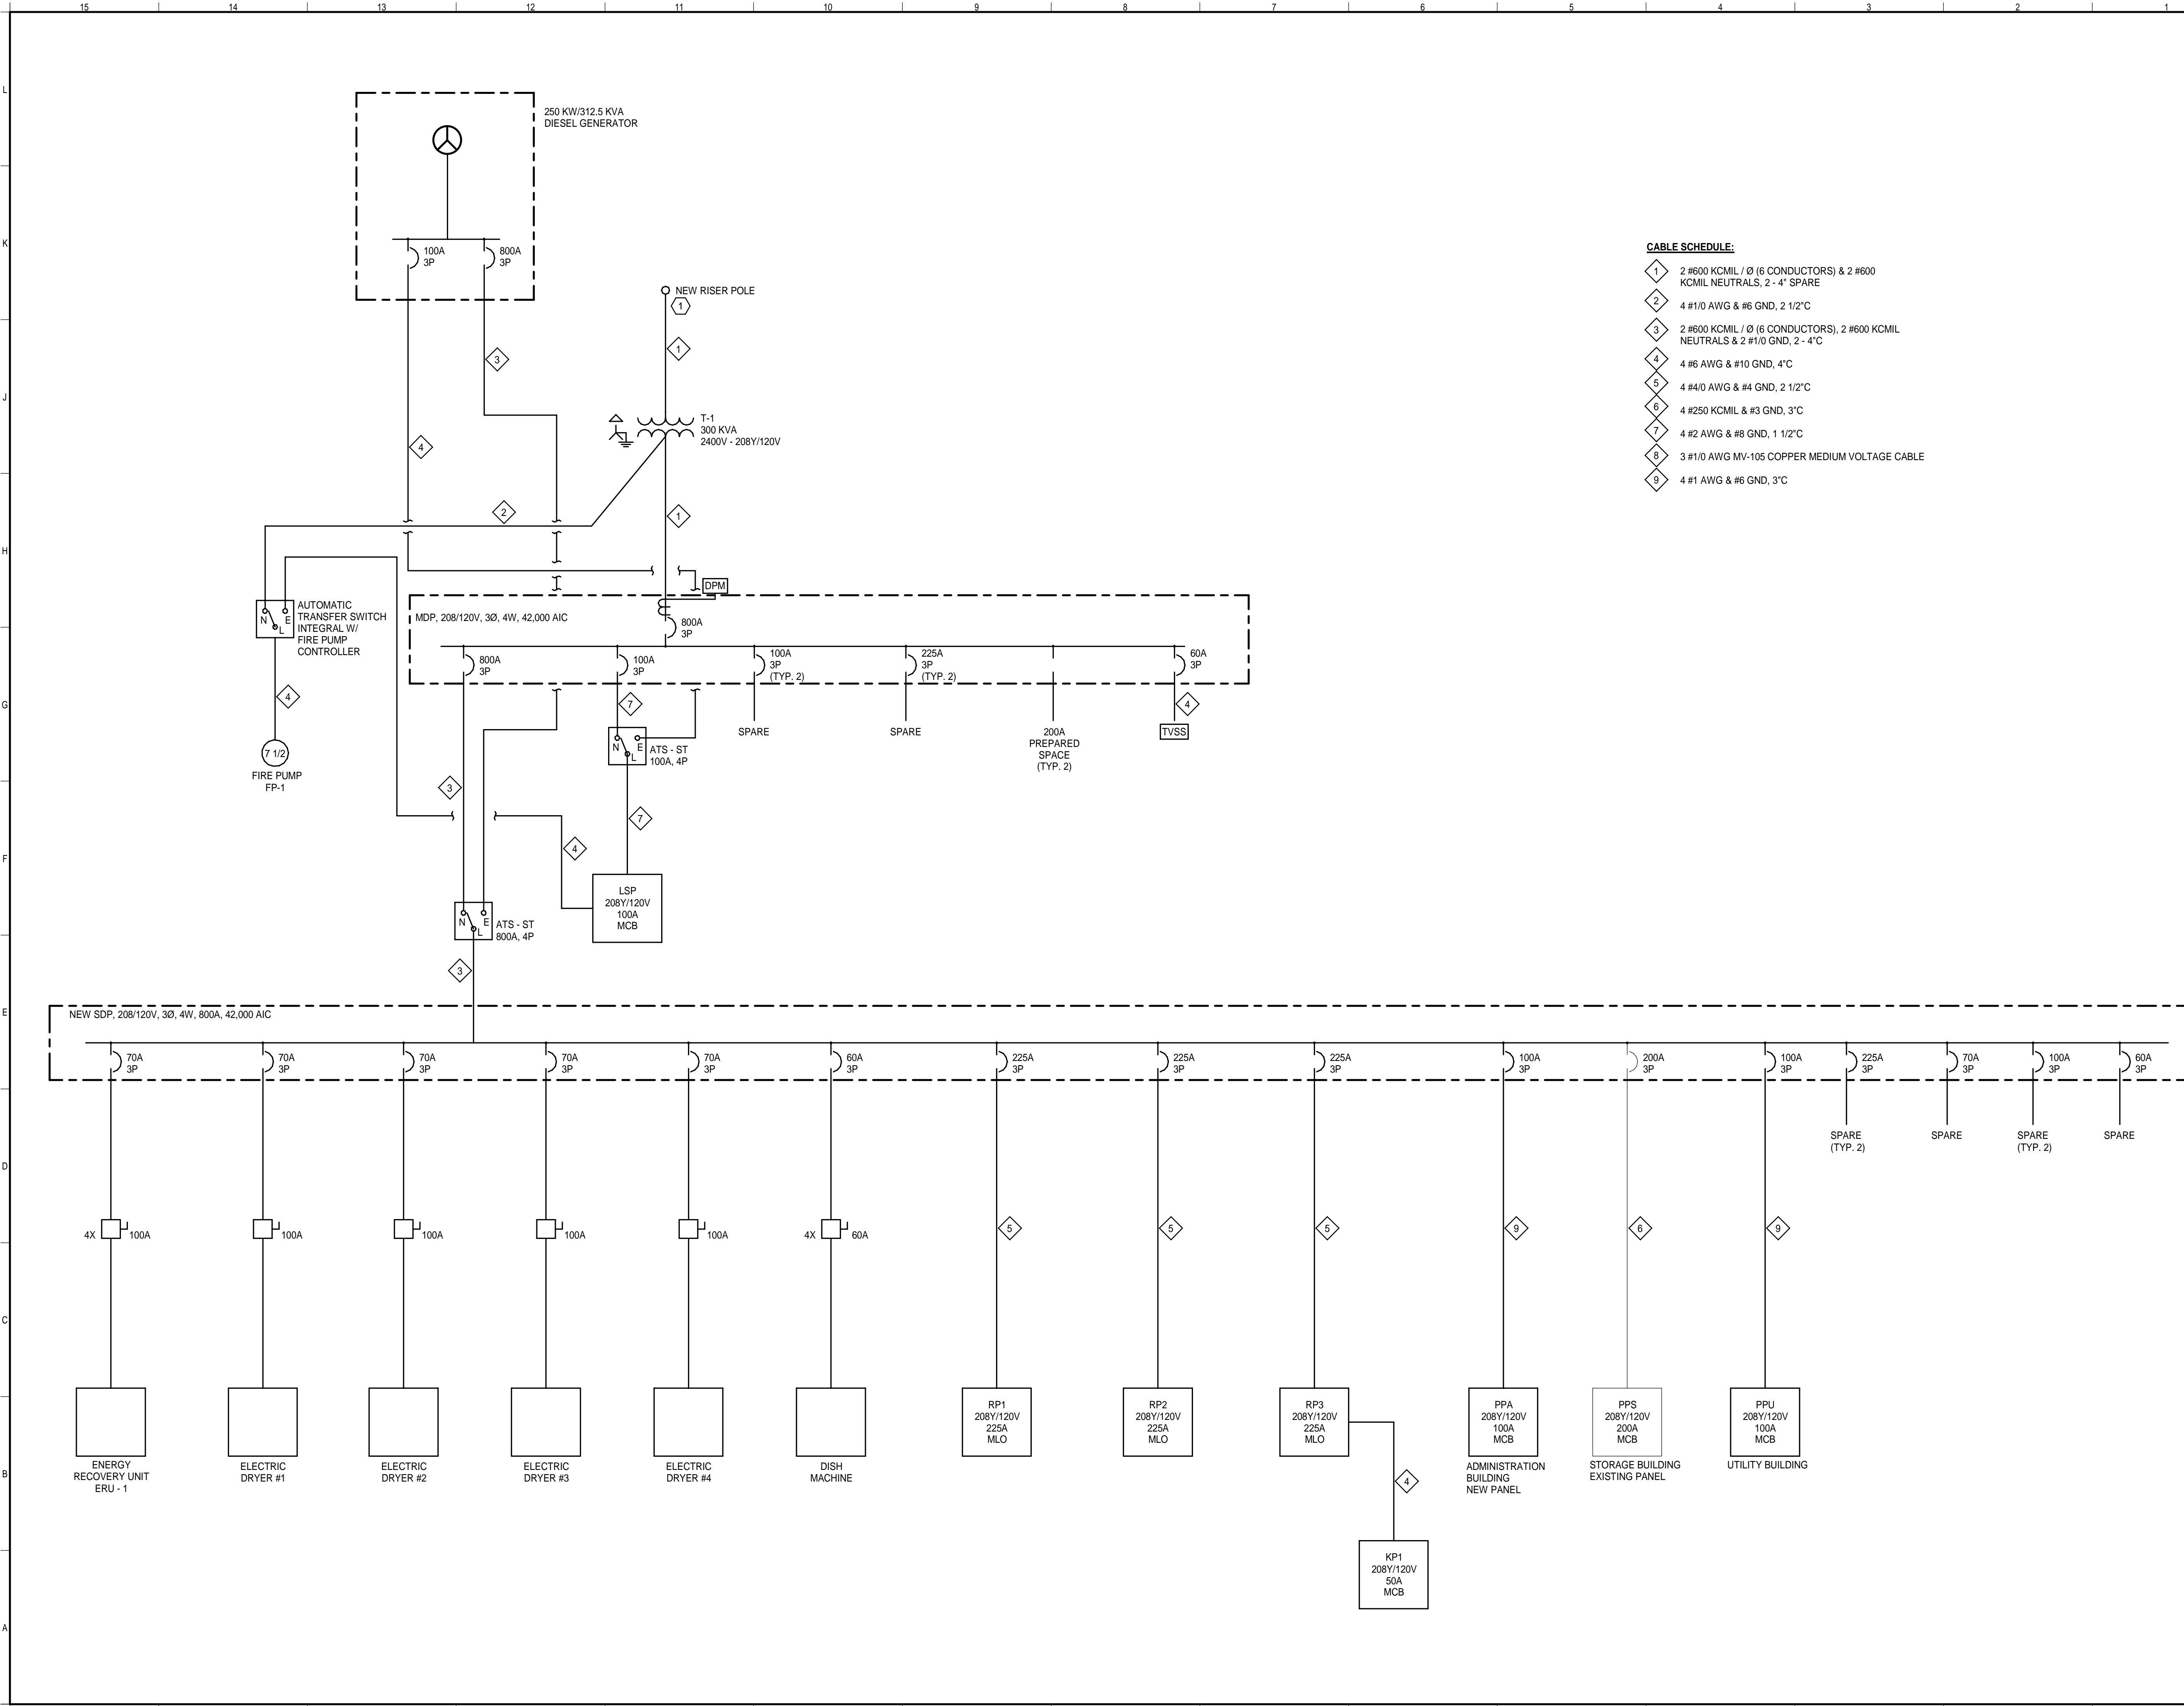 15 14 13 12 11 10 9 8 7 6 5 4 3 2 1
L
K
J
H
G
F
E
D
C
B
A
250 KW/312.5 KVA
DIESEL GENERATOR
100A
3P
800A
3P
NEW RISER POLE
1
1
3
4
T-1
300 KVA
2400V - 208Y/120V
2
1
CABLE SCHEDULE:
1 2 #600 KCMIL / Ø (6 CONDUCTORS) & 2 #600
KCMIL NEUTRALS, 2 - 4" SPARE
2 4 #1/0 AWG & #6 GND, 2 1/2"C
3 2 #600 KCMIL / Ø (6 CONDUCTORS), 2 #600 KCMIL
NEUTRALS & 2 #1/0 GND, 2 - 4"C
4 4 #6 AWG & #10 GND, 4"C
5 4 #4/0 AWG & #4 GND, 2 1/2"C
6 4 #250 KCMIL & #3 GND, 3"C
7 4 #2 AWG & #8 GND, 1 1/2"C
8 3 #1/0 AWG MV-105 COPPER MEDIUM VOLTAGE CABLE
9 4 #1 AWG & #6 GND, 3"C
N E
L
AUTOMATIC
TRANSFER SWITCH
INTEGRAL W/
FIRE PUMP
CONTROLLER
4
7 1/2
FIRE PUMP
FP-1
DPM
MDP, 208/120V, 3Ø, 4W, 42,000 AIC
800A
3P
800A
3P
100A
3P
100A
3P
(TYP. 2)
225A
3P
(TYP. 2)
60A
3P
7
4
SPARE
SPARE
200A
PREPARED
SPACE
(TYP. 2)
TVSS
N E
L
ATS - ST
100A, 4P
3
7
4
LSP
208Y/120V
100A
MCB
N E
L
ATS - ST
800A, 4P
3
NEW SDP, 208/120V, 3Ø, 4W, 800A, 42,000 AIC
70A
3P
70A
3P
70A
3P
70A
3P
70A
3P
60A
3P
225A
3P
225A
3P
225A
3P
100A
3P
200A
3P
100A
3P
225A
3P
70A
3P
100A
3P
60A
3P
SPARE
(TYP. 2)
SPARE
SPARE
(TYP. 2)
SPARE
4X 100A
100A
100A
100A
100A
4X 60A
5
5
5
9
6
9
ENERGY
RECOVERY UNIT
ERU - 1
ELECTRIC
DRYER #1
ELECTRIC
DRYER #2
ELECTRIC
DRYER #3
ELECTRIC
DRYER #4
DISH
MACHINE
RP1
208Y/120V
225A
MLO
RP2
208Y/120V
225A
MLO
RP3
208Y/120V
225A
MLO
PPA
208Y/120V
100A
MCB
ADMINISTRATION
BUILDING
NEW PANEL
PPS
208Y/120V
200A
MCB
STORAGE BUILDING
EXISTING PANEL
PPU
208Y/120V
100A
MCB
UTILITY BUILDING
4
KP1
208Y/120V
50A
MCB